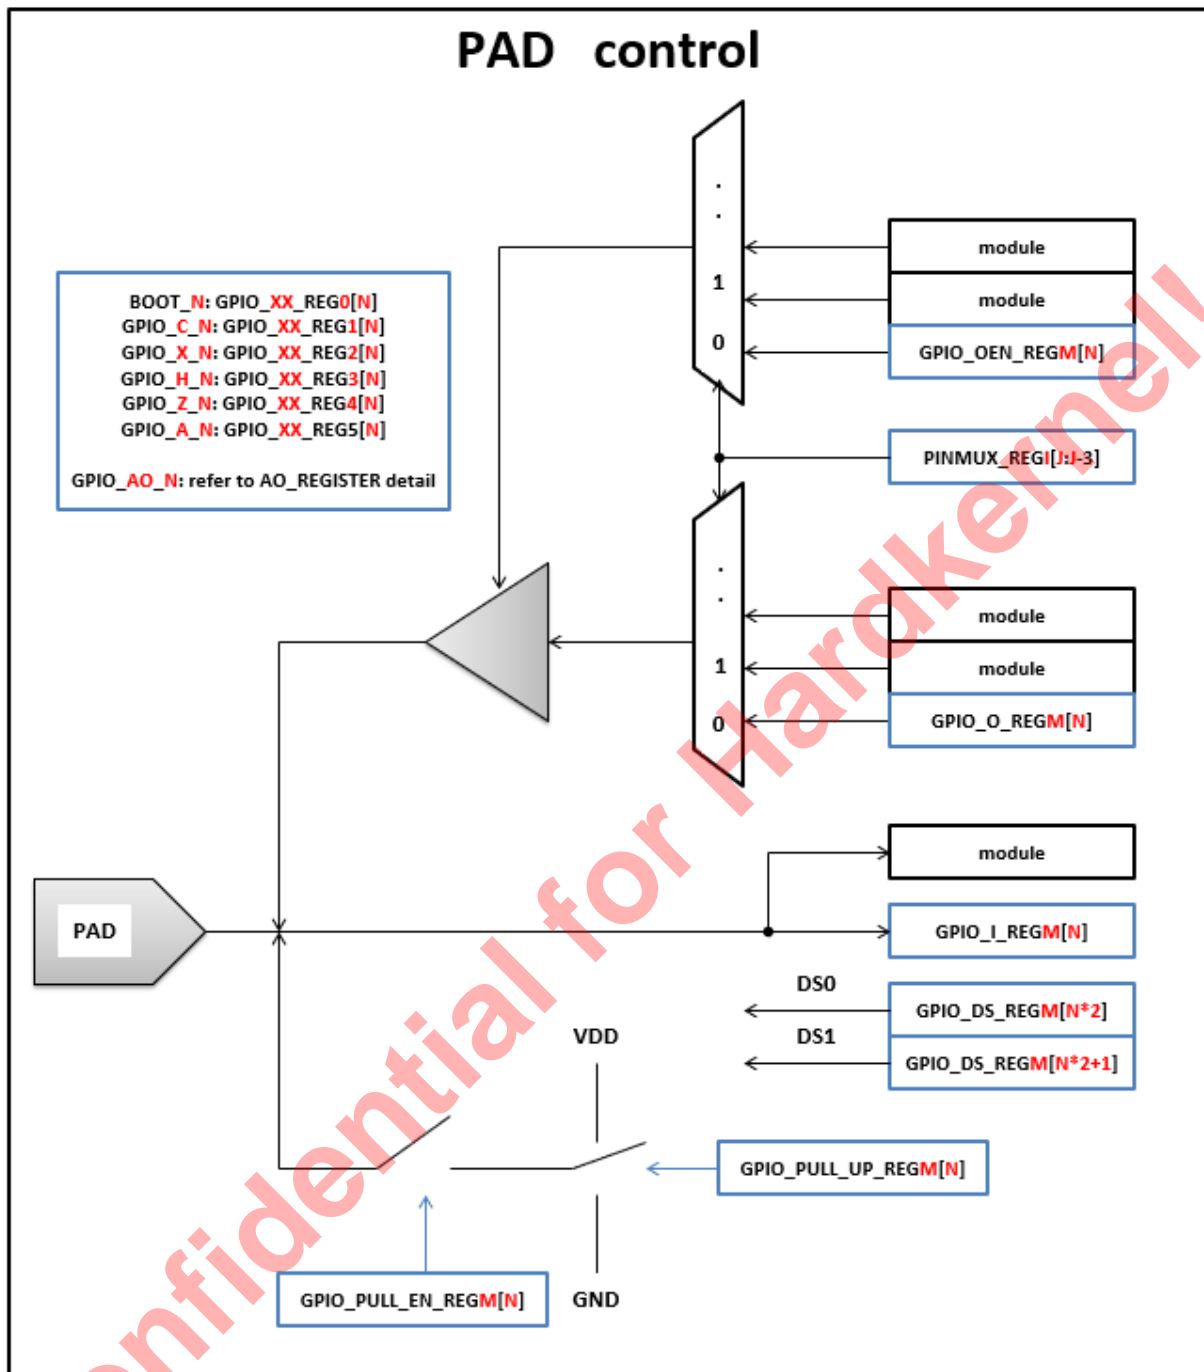 PAD control
.
.
1
0
module
module
GPIO_OEN_REGM[N]
BOOT_N: GPIO_XX_REG0[N]
GPIO_C_N: GPIO_XX_REG1[N]
GPIO_X_N: GPIO_XX_REG2[N]
GPIO_H_N: GPIO_XX_REG3[N]
GPIO_Z_N: GPIO_XX_REG4[N]
GPIO_A_N: GPIO_XX_REG5[N]
GPIO_AO_N: refer to AO_REGISTER detail
PINMUX_REGI[J:J-3]
.
.
1
0
module
module
GPIO_O_REGM[N]
module
PAD
GPIO_I_REGM[N]
DS0
GPIO_DS_REGM[N*2]
DS1
GPIO_DS_REGM[N*2+1]
VDD
GPIO_PULL_UP_REGM[N]
GPIO_PULL_EN_REGM[N]
GND
onfidential for Hardkernel!